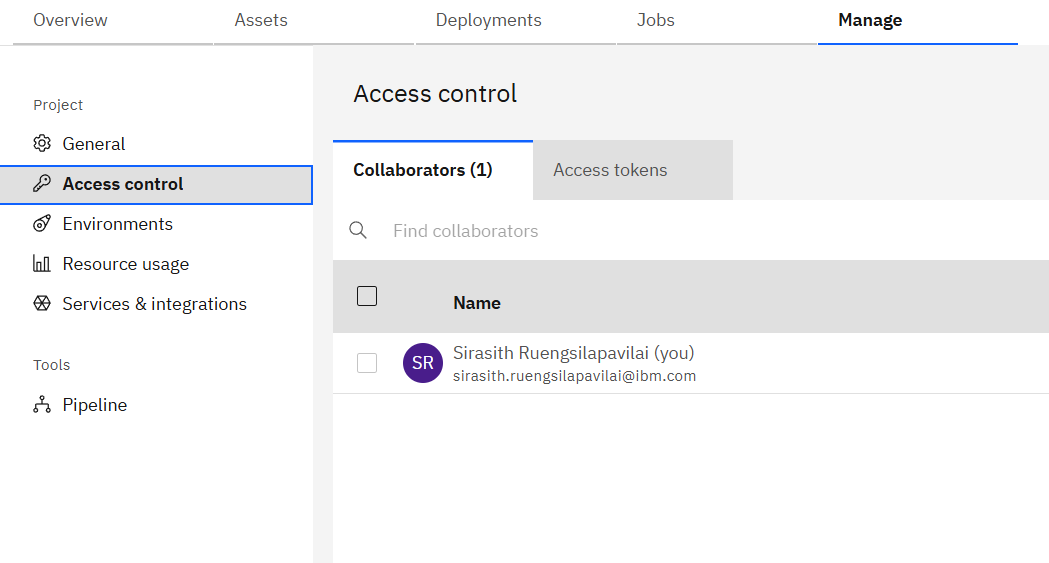 Overview Assets Deployments Jobs Manage
Project
General
Access control
Environments
Resource usage
Services & integrations
Tools
Pipeline
Access control
Collaborators (1) Access tokens
Find collaborators
Name
SR
Sirasith Ruengsilapavilai (you)
sirasith.ruengsilapavilai@ibm.com